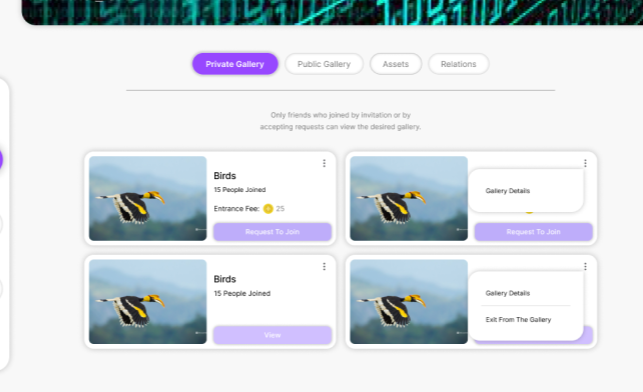 Private Gallery
Public Gallery
Assets
Relations
Only friends who joined by invitation or by
accepting requests can view the desired gallery.
Birds
15 People Joined
Entrance Fee: 25
Request To Join
Gallery Details
Request To Join
Birds
15 People Joined
View
Gallery Details
Exit From The Gallery